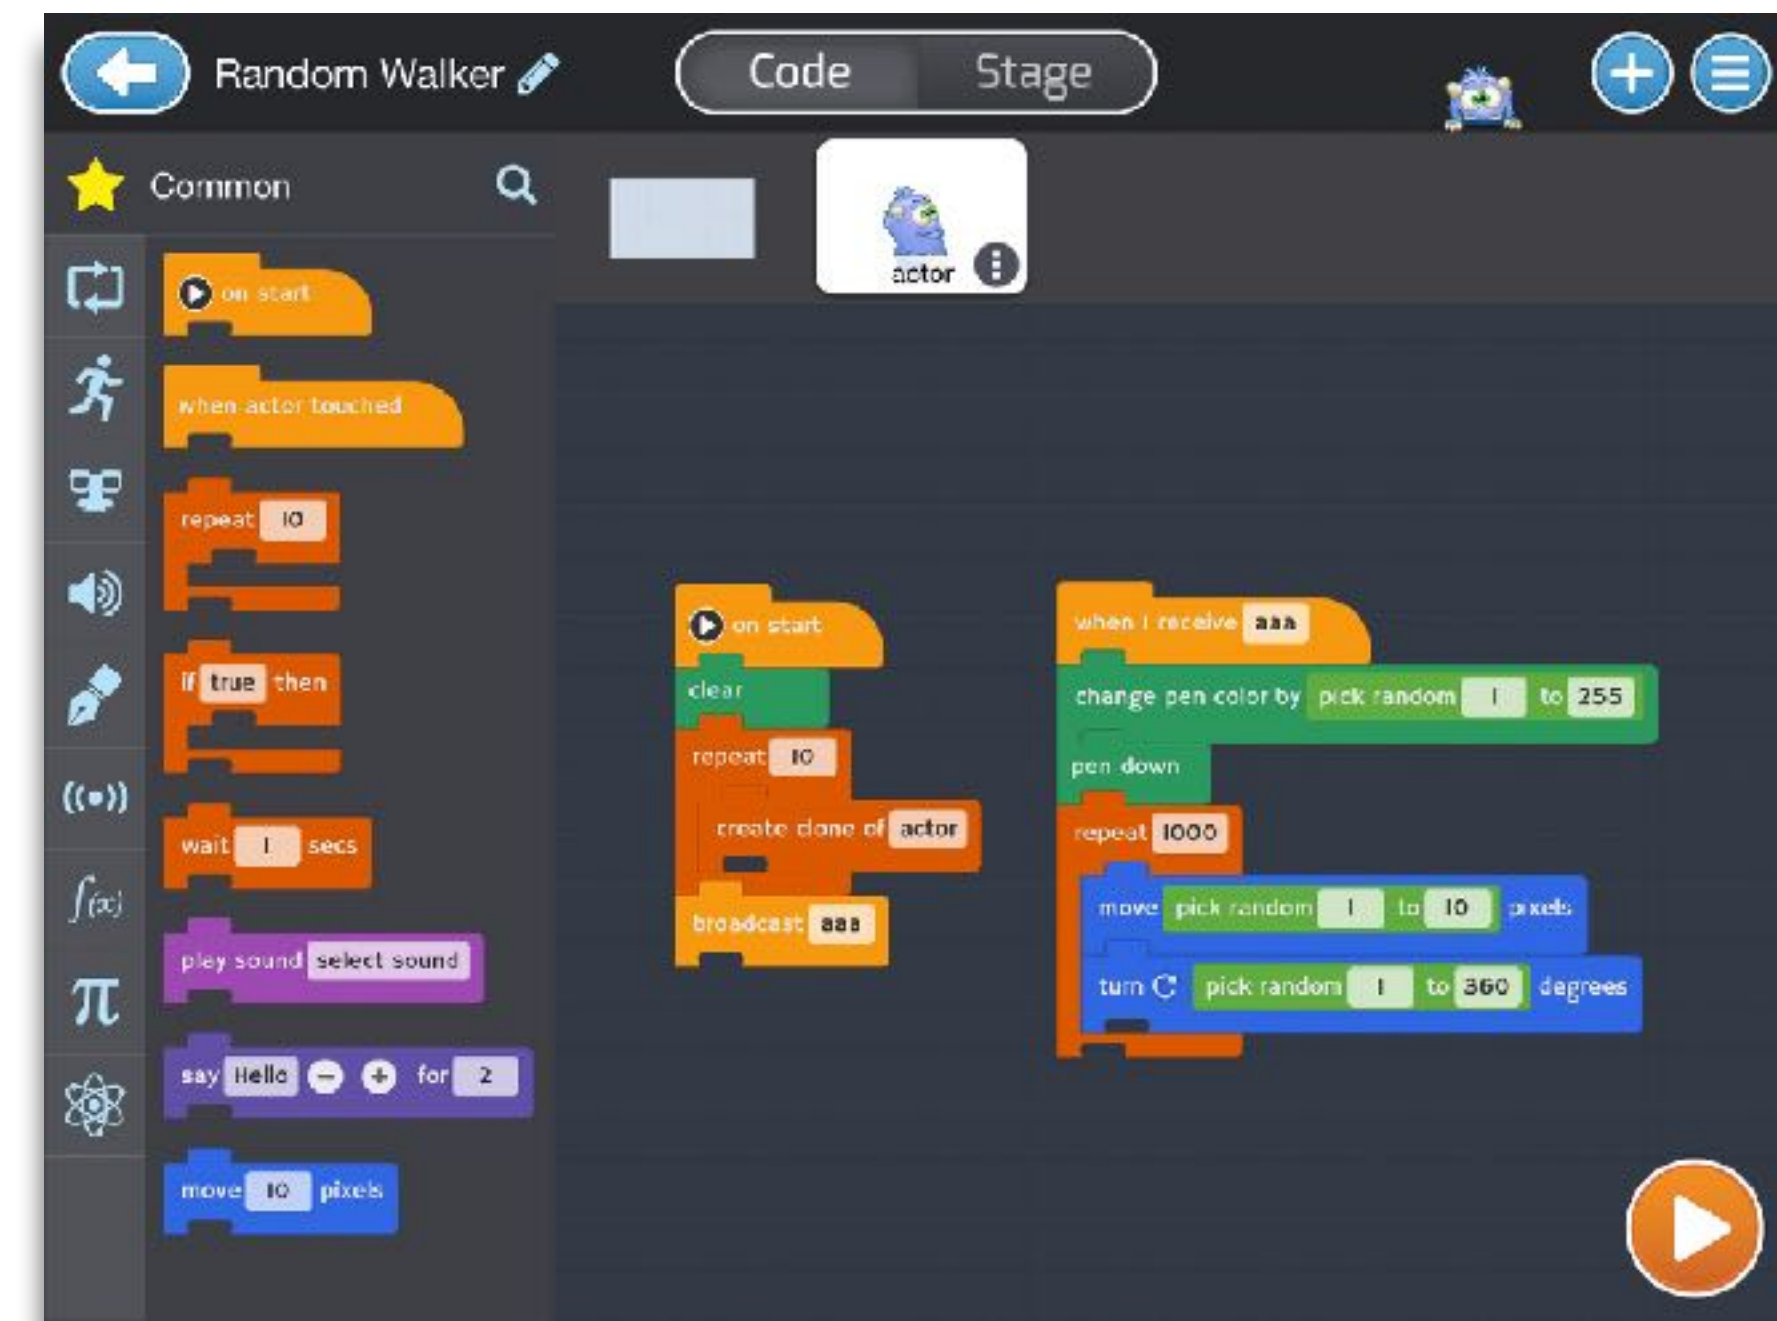 Random Walker
Code Stage
Common
actor
on start
when actor touched
repeat 10
if true then
wait 1 secs
play sound select sound
say Hello for 2
move 10 pixels
on start
clear
repeat 10
create clone of actor
broadcast aaa
when I receive aaa
change pen color by pick random 1 to 255
pen down
repeat 1000
move pick random 1 to 10 pixels
turn pick random 1 to 360 degrees
((•))
∫(x)
π